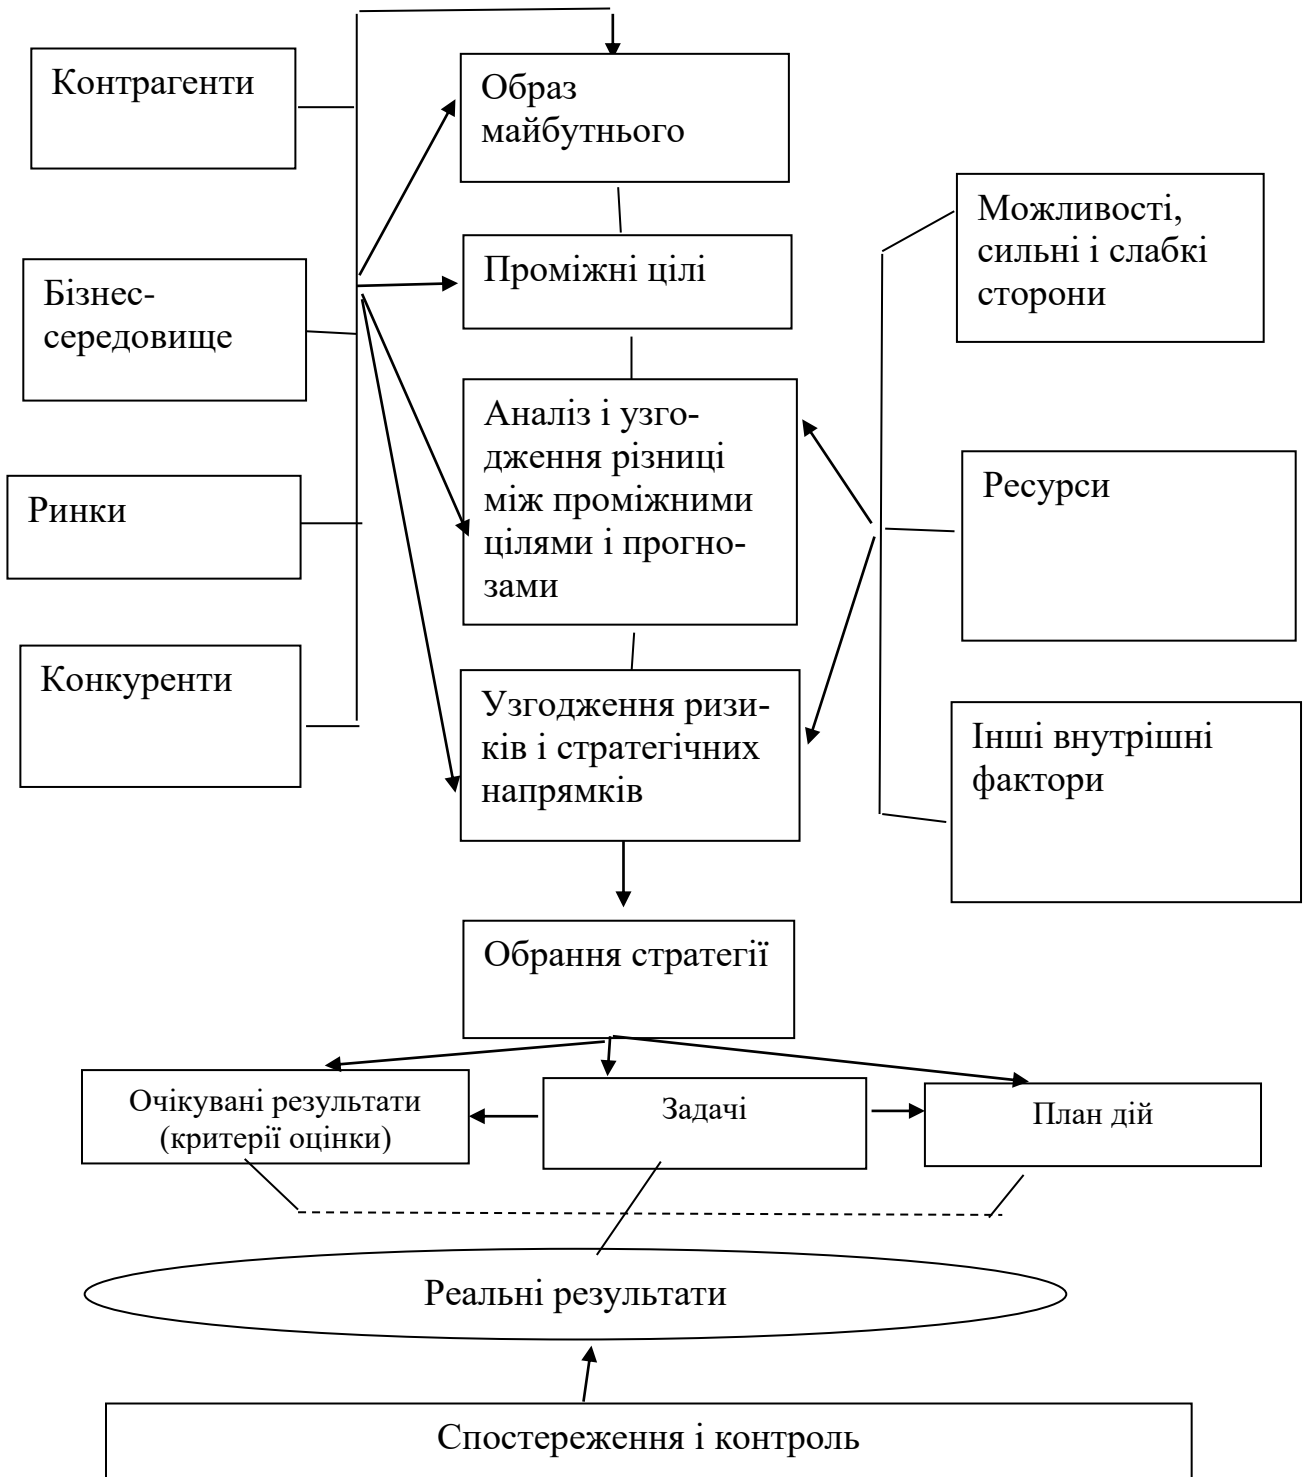 Контрагенти
Образ
майбутнього
Можливості,
сильні і слабкі
сторони
Проміжні цілі
Бізнес-
середовище
Аналіз і узго-
дження різниці
між проміжними
цілями і прогно-
зами
Ресурси
Ринки
Конкуренти
Узгодження ризи-
ків і стратегічних
напрямків
Інші внутрішні
фактори
Обрання стратегії
Очікувані результати
(критерії оцінки)
Задачі
План дій
Реальні результати
Спостереження і контроль